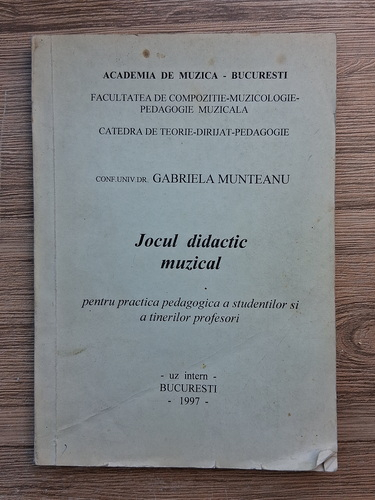 ACADEMIA DE MUZICA - BUCURESTI
FACULTATEA DE COMPOZITIE-MUZICOLOGIE-
PEDAGOGIE MUZICALA
CATEDRA DE TEORIE-DIRIJAT-PEDAGOGIE
CONF.UNIV.DR. GABRIELA MUNTEANU
Jocul didactic
muzical
pentru practica pedagogica a studentilor si
a tinerilor profesori
- uz intern -
BUCURESTI
- 1997 -